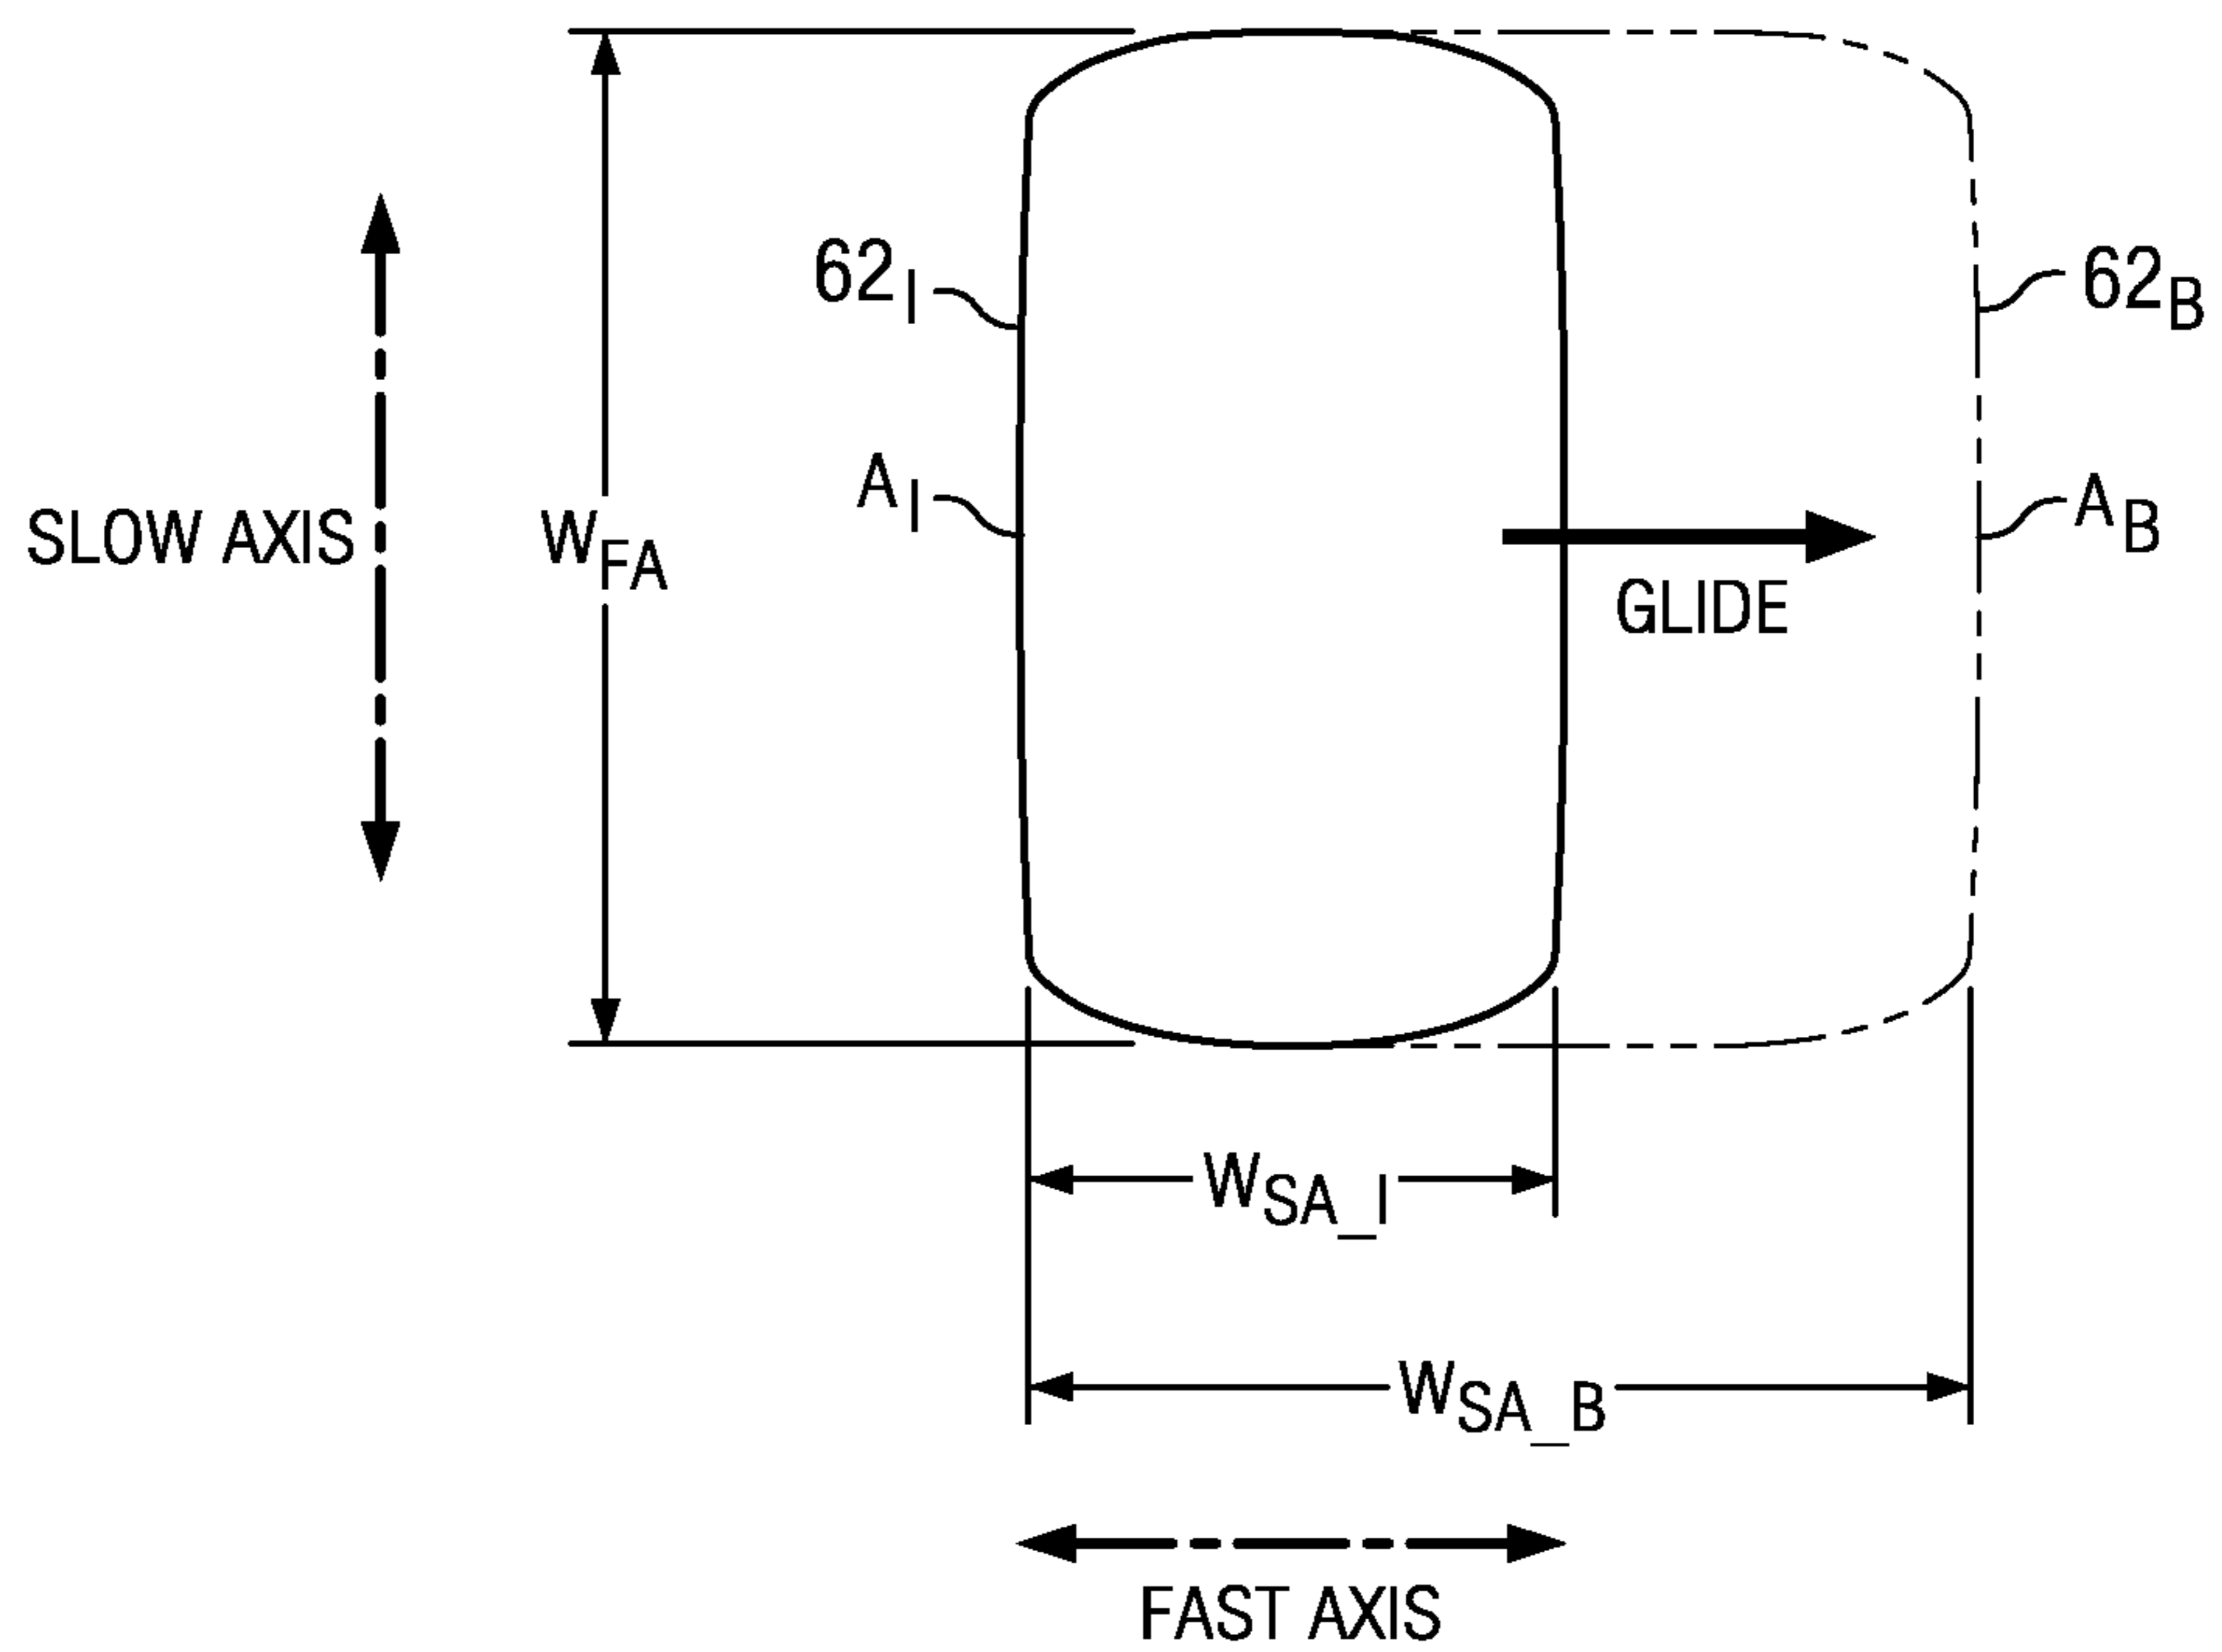 62I
62B
AI
AB
SLOW AXIS
WFA
GLIDE
WSA_I
WSA_B
FAST AXIS